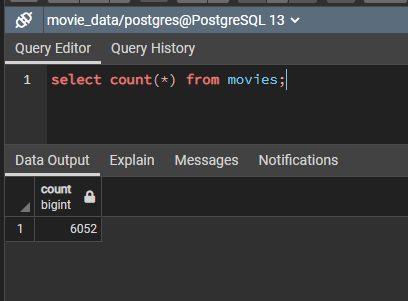 movie_data/postgres@PostgreSQL 13
Query Editor Query History
1 select count(*) from movies;
Data Output Explain Messages Notifications
count
bigint
1 6052